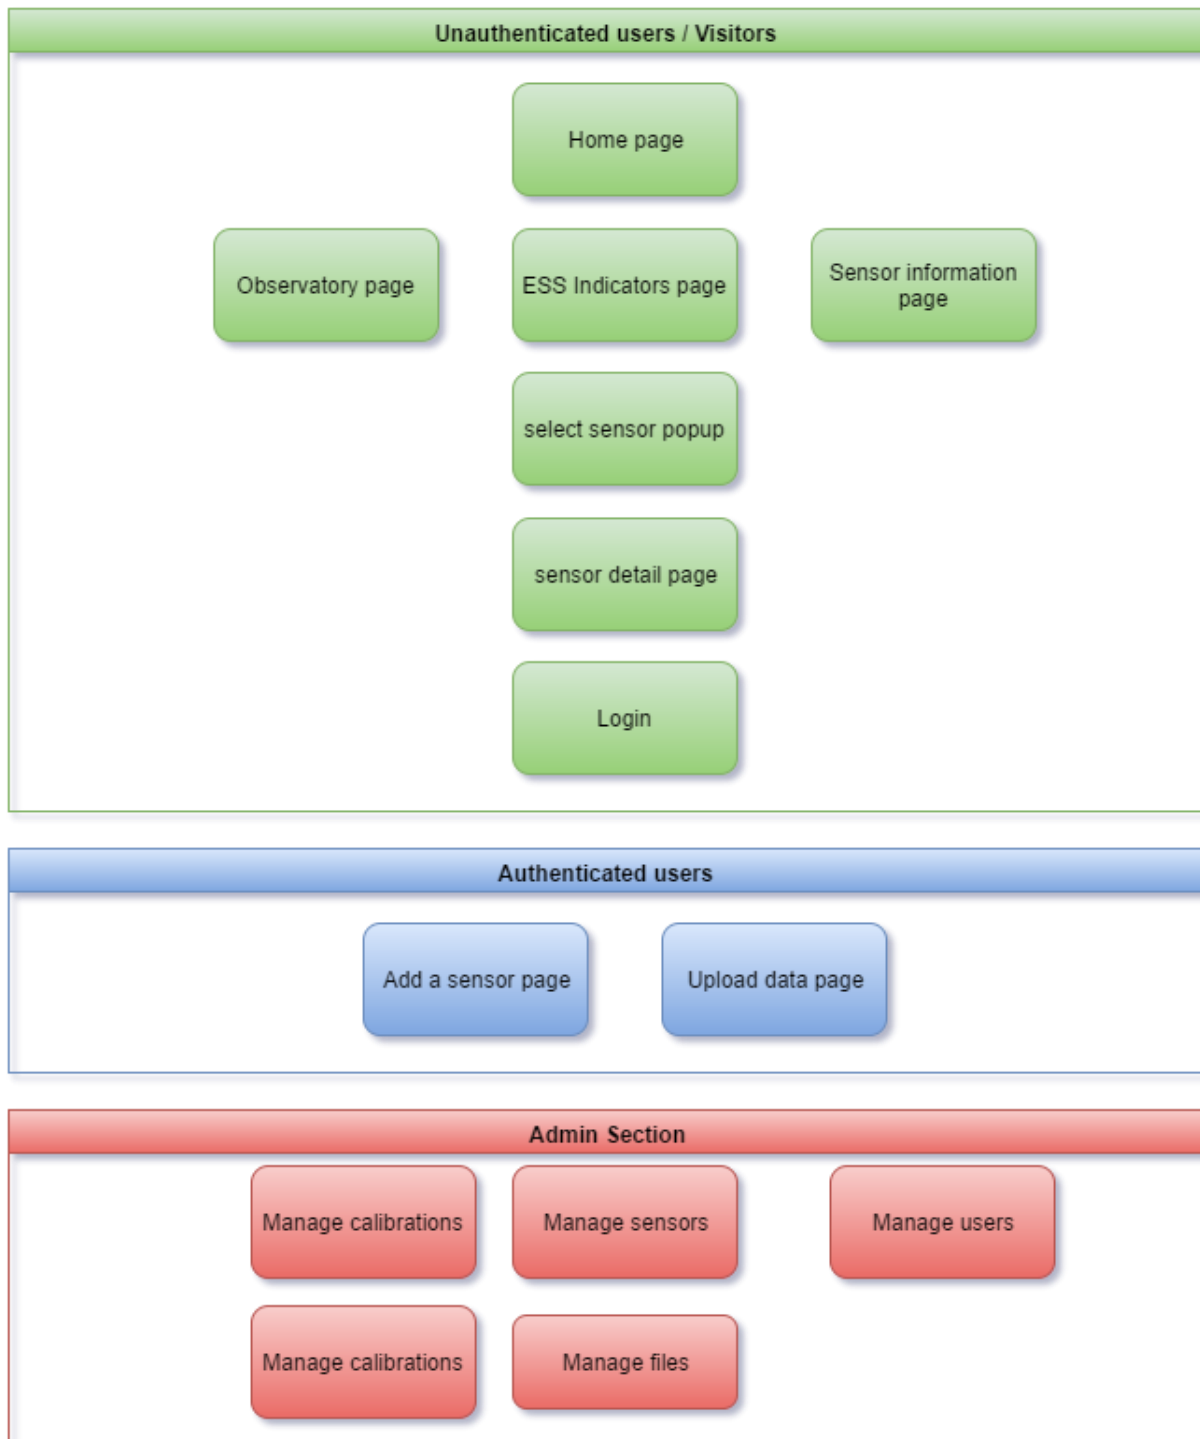 Unauthenticated users / Visitors
Home page
Observatory page
ESS Indicators page
Sensor information
page
select sensor popup
sensor detail page
Login
Authenticated users
Add a sensor page
Upload data page
Admin Section
Manage calibrations
Manage sensors
Manage users
Manage calibrations
Manage files